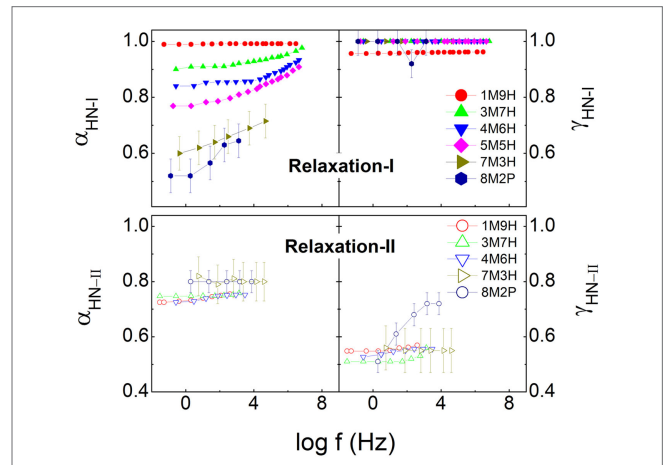 1.0
0.8
0.6
α_HN-I
1.0
0.8
0.6
γ_HN-I
1M9H
3M7H
4M6H
5M5H
7M3H
8M2P
Relaxation-I
Relaxation-II
1.0
0.8
0.6
0.4
α_HN–II
1.0
0.8
0.6
0.4
γ_HN–II
1M9H
3M7H
4M6H
7M3H
8M2P
0 4 8 0 4 8
log f (Hz)